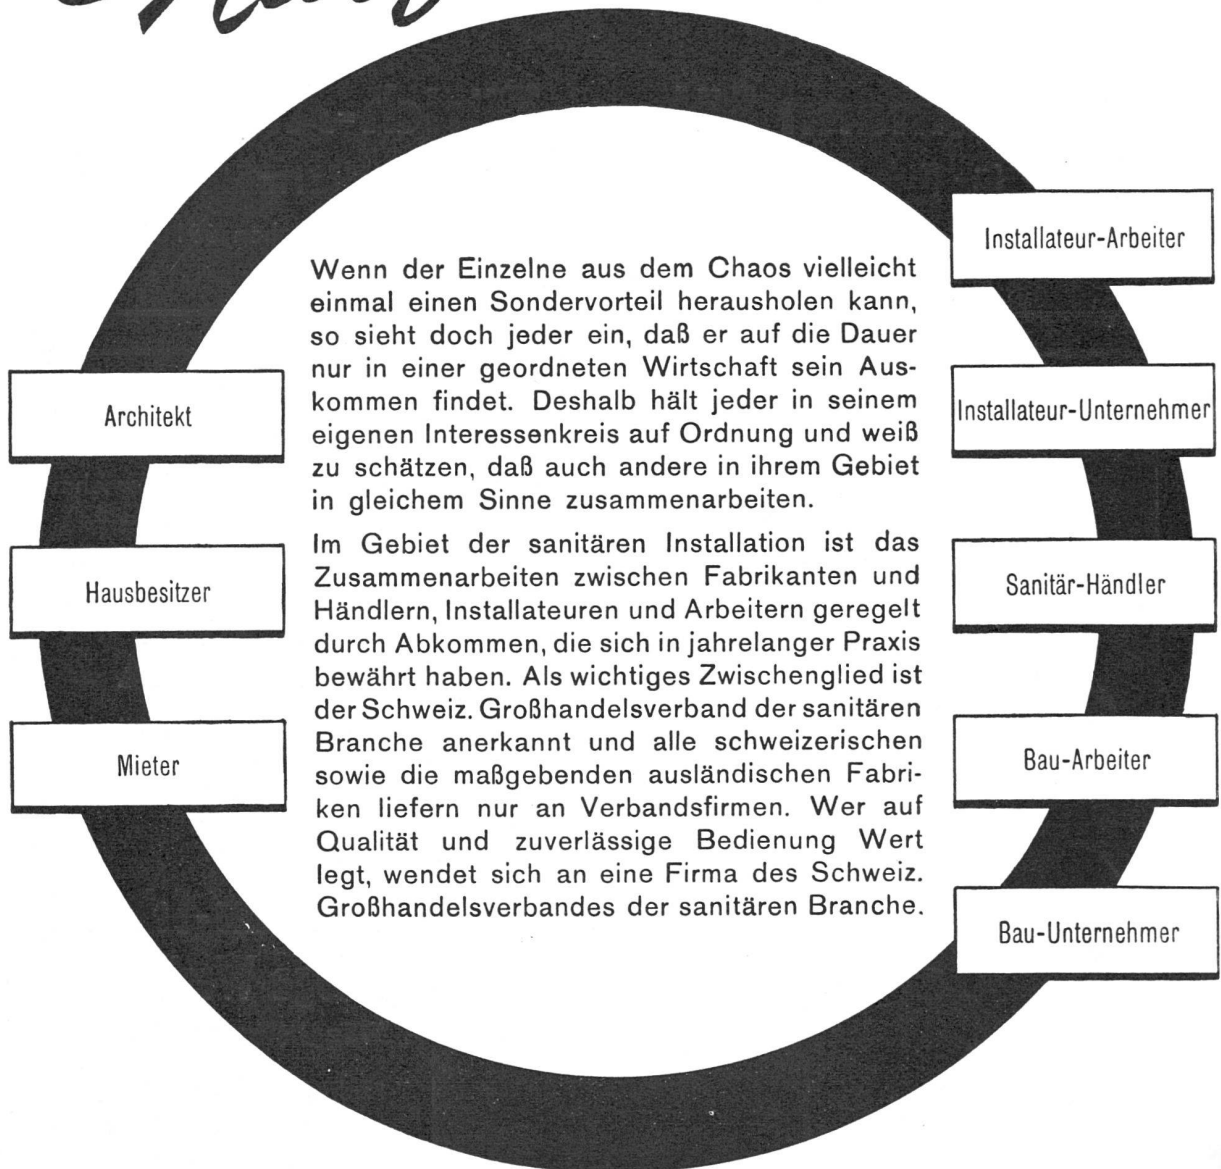 Wenn der Einzelne aus dem Chaos vielleicht
einmal einen Sondervorteil herausholen kann,
so sieht doch jeder ein, daß er auf die Dauer
nur in einer geordneten Wirtschaft sein Aus-
kommen findet. Deshalb hält jeder in seinem
eigenen Interessenkreis auf Ordnung und weiß
zu schätzen, daß auch andere in ihrem Gebiet
in gleichem Sinne zusammenarbeiten.
Im Gebiet der sanitären Installation ist das
Zusammenarbeiten zwischen Fabrikanten und
Händlern, Installateuren und Arbeitern geregelt
durch Abkommen, die sich in jahrelanger Praxis
bewährt haben. Als wichtiges Zwischenglied ist
der Schweiz. Großhandelsverband der sanitären
Branche anerkannt und alle schweizerischen
sowie die maßgebenden ausländischen Fabri-
ken liefern nur an Verbandsfirmen. Wer auf
Qualität und zuverlässige Bedienung Wert
legt, wendet sich an eine Firma des Schweiz.
Großhandelsverbandes der sanitären Branche.
Architekt
Hausbesitzer
Mieter
Installateur-Arbeiter
Installateur-Unternehmer
Sanitär-Händler
Bau-Arbeiter
Bau-Unternehmer